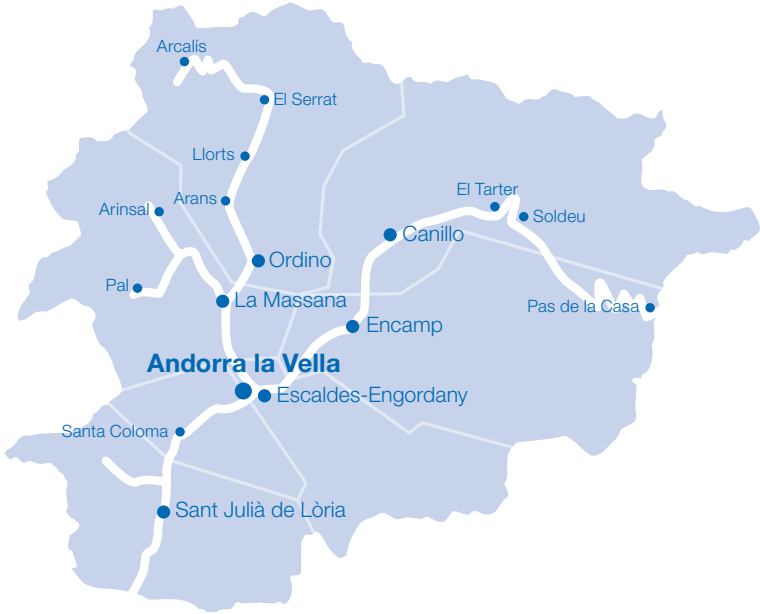 Arcalís
El Serrat
Llorts
El Tarter
Arans
Arinsal
Soldeu
Canillo
Ordino
Pal
La Massana
Pas de la Casa
Encamp
Andorra la Vella
Escaldes-Engordany
Santa Coloma
Sant Julià de Lòria